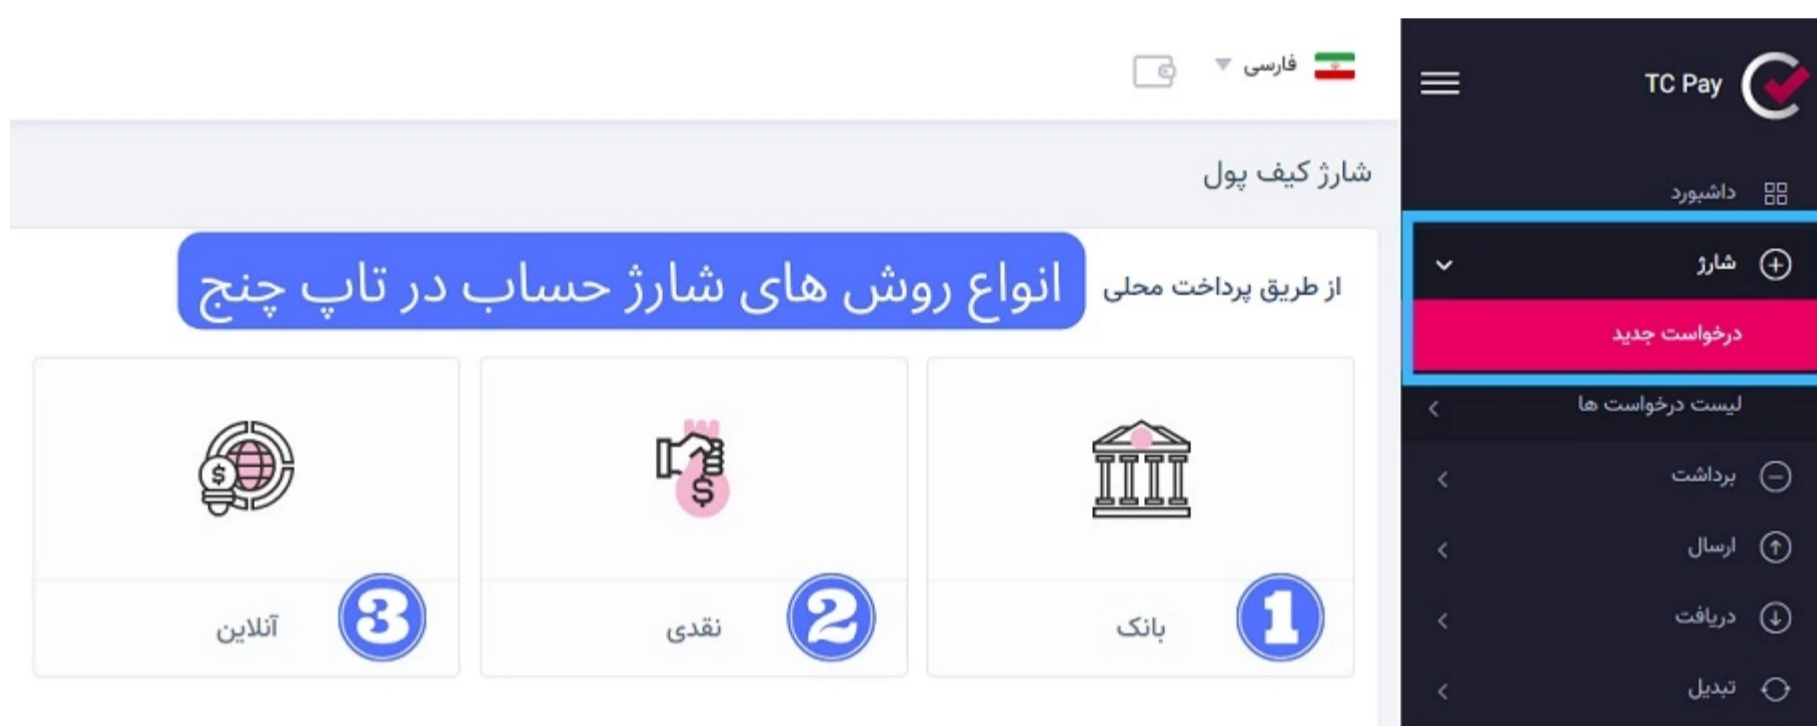 TC Pay
داشبورد
شارژ
درخواست جدید
لیست درخواست ها
برداشت
ارسال
دریافت
تبدیل
فارسی
شارژ کیف پول
از طریق پرداخت محلی
انواع روش های شارژ حساب در تاپ چنج
1 بانک
2 نقدی
3 آنلاین